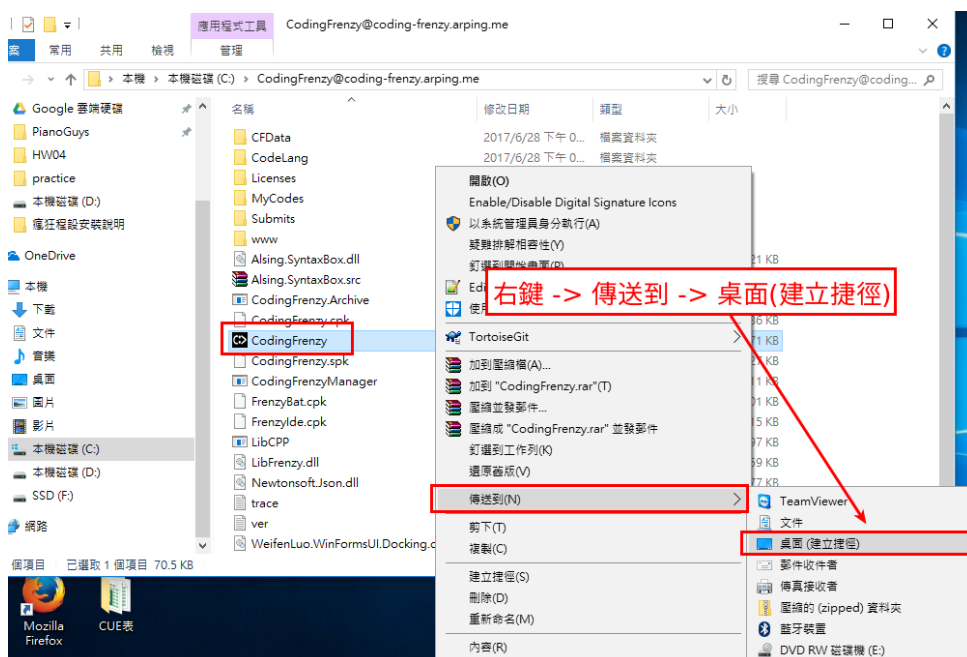 應用程式工具 CodingFrenzy@coding-frenzy.arping.me
案 常用 共用 檢視 管理
本機 › 本機磁碟 (C:) › CodingFrenzy@coding-frenzy.arping.me 搜尋 CodingFrenzy@coding...
Google 雲端硬碟
PianoGuys
HW04
practice
本機磁碟 (D:)
瘋狂程設安裝說明
OneDrive
本機
下載
文件
音樂
桌面
圖片
影片
本機磁碟 (C:)
本機磁碟 (D:)
SSD (F:)
網路
名稱 修改日期 類型 大小
CFData 2017/6/28 下午 0... 檔案資料夾
CodeLang 2017/6/28 下午 0... 檔案資料夾
Licenses
MyCodes
Submits
www
Alsing.SyntaxBox.dll 21 KB
Alsing.SyntaxBox.src
CodingFrenzy.Archive
CodingFrenzy.cpk 86 KB
CodingFrenzy 71 KB
CodingFrenzy.spk 27 KB
CodingFrenzyManager 11 KB
FrenzyBat.cpk 01 KB
FrenzyIde.cpk 15 KB
LibCPP 97 KB
LibFrenzy.dll 59 KB
Newtonsoft.Json.dll 77 KB
trace
ver
WeifenLuo.WinFormsUI.Docking.c
開啟(O)
Enable/Disable Digital Signature Icons
以系統管理員身分執行(A)
疑難排解相容性(Y)
釘選到開始畫面(P)
Edi
使用
右鍵 -> 傳送到 -> 桌面(建立捷徑)
TortoiseGit
加到壓縮檔(A)...
加到 "CodingFrenzy.rar"(T)
壓縮並發郵件...
壓縮成 "CodingFrenzy.rar" 並發郵件
釘選到工作列(K)
還原舊版(V)
傳送到(N)
剪下(T)
複製(C)
建立捷徑(S)
刪除(D)
重新命名(M)
內容(R)
TeamViewer
文件
桌面 (建立捷徑)
郵件收件者
傳真接收者
壓縮的 (zipped) 資料夾
藍牙裝置
DVD RW 磁碟機 (E:)
個項目 已選取 1 個項目 70.5 KB
Mozilla
Firefox
CUE表